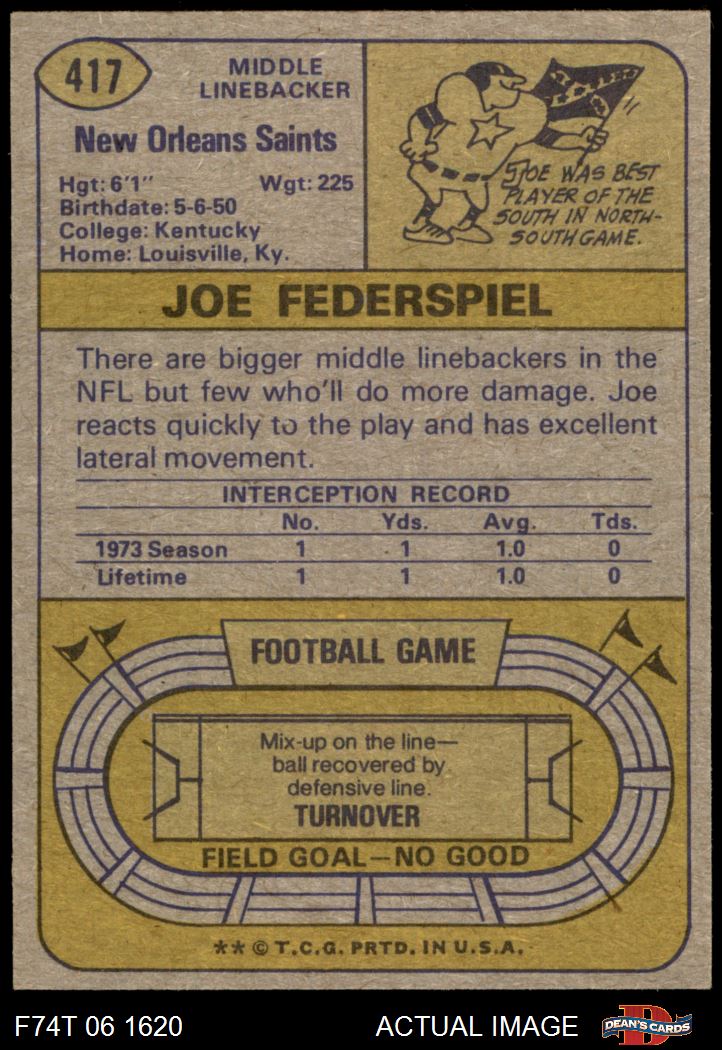 417
MIDDLE
LINEBACKER
New Orleans Saints
Hgt: 6'1" Wgt: 225
Birthdate: 5-6-50
College: Kentucky
Home: Louisville, Ky.
JOE WAS BEST
PLAYER OF THE
SOUTH IN NORTH-
SOUTH GAME.
JOE FEDERSPIEL
There are bigger middle linebackers in the
NFL but few who'll do more damage. Joe
reacts quickly to the play and has excellent
lateral movement.
INTERCEPTION RECORD
No. Yds. Avg. Tds.
1973 Season 1 1 1.0 0
Lifetime 1 1 1.0 0
FOOTBALL GAME
Mix-up on the line—
ball recovered by
defensive line.
TURNOVER
FIELD GOAL—NO GOOD
** © T.C.G. PRTD. IN U.S.A.
F74T 06 1620 ACTUAL IMAGE
D
DEAN'S CARDS